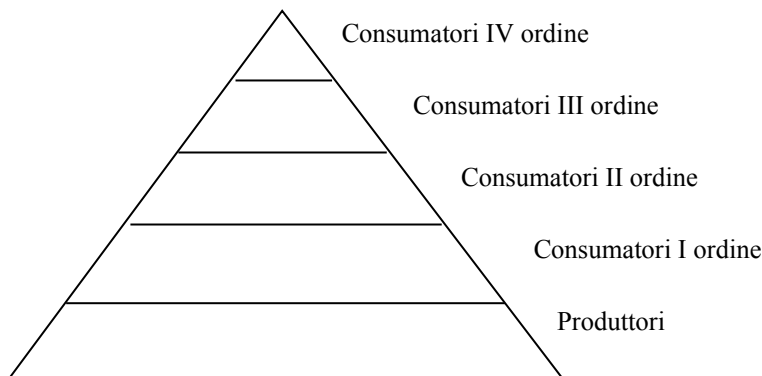 Consumatori IV ordine
Consumatori III ordine
Consumatori II ordine
Consumatori I ordine
Produttori